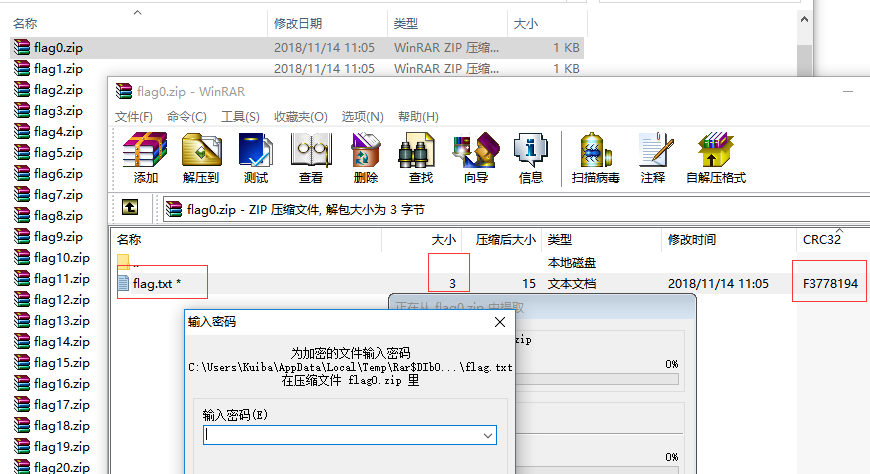 名称 修改日期 类型 大小
flag0.zip 2018/11/14 11:05 WinRAR ZIP 压缩... 1 KB
flag1.zip 2018/11/14 11:05 WinRAR ZIP 压缩... 1 KB
flag2.zip
flag3.zip
flag4.zip
flag5.zip
flag6.zip
flag7.zip
flag8.zip
flag9.zip
flag10.zip
flag11.zip
flag12.zip
flag13.zip
flag14.zip
flag15.zip
flag16.zip
flag17.zip
flag18.zip
flag19.zip
flag20.zip
flag0.zip - WinRAR
文件(F) 命令(C) 工具(S) 收藏夹(O) 选项(N) 帮助(H)
添加 解压到 测试 查看 删除 查找 向导 信息 扫描病毒 注释 自解压格式
flag0.zip - ZIP 压缩文件, 解包大小为 3 字节
名称 大小 压缩后大小 类型 修改时间 CRC32
.. 本地磁盘
flag.txt * 3 15 文本文档 2018/11/14 11:05 F3778194
正在从 flag0.zip 中提取
zip
0%
0%
输入密码
为加密的文件输入密码
C:\Users\Kuiba\AppData\Local\Temp\Rar$DIb0...\flag.txt
在压缩文件 flag0.zip 里
输入密码(E)